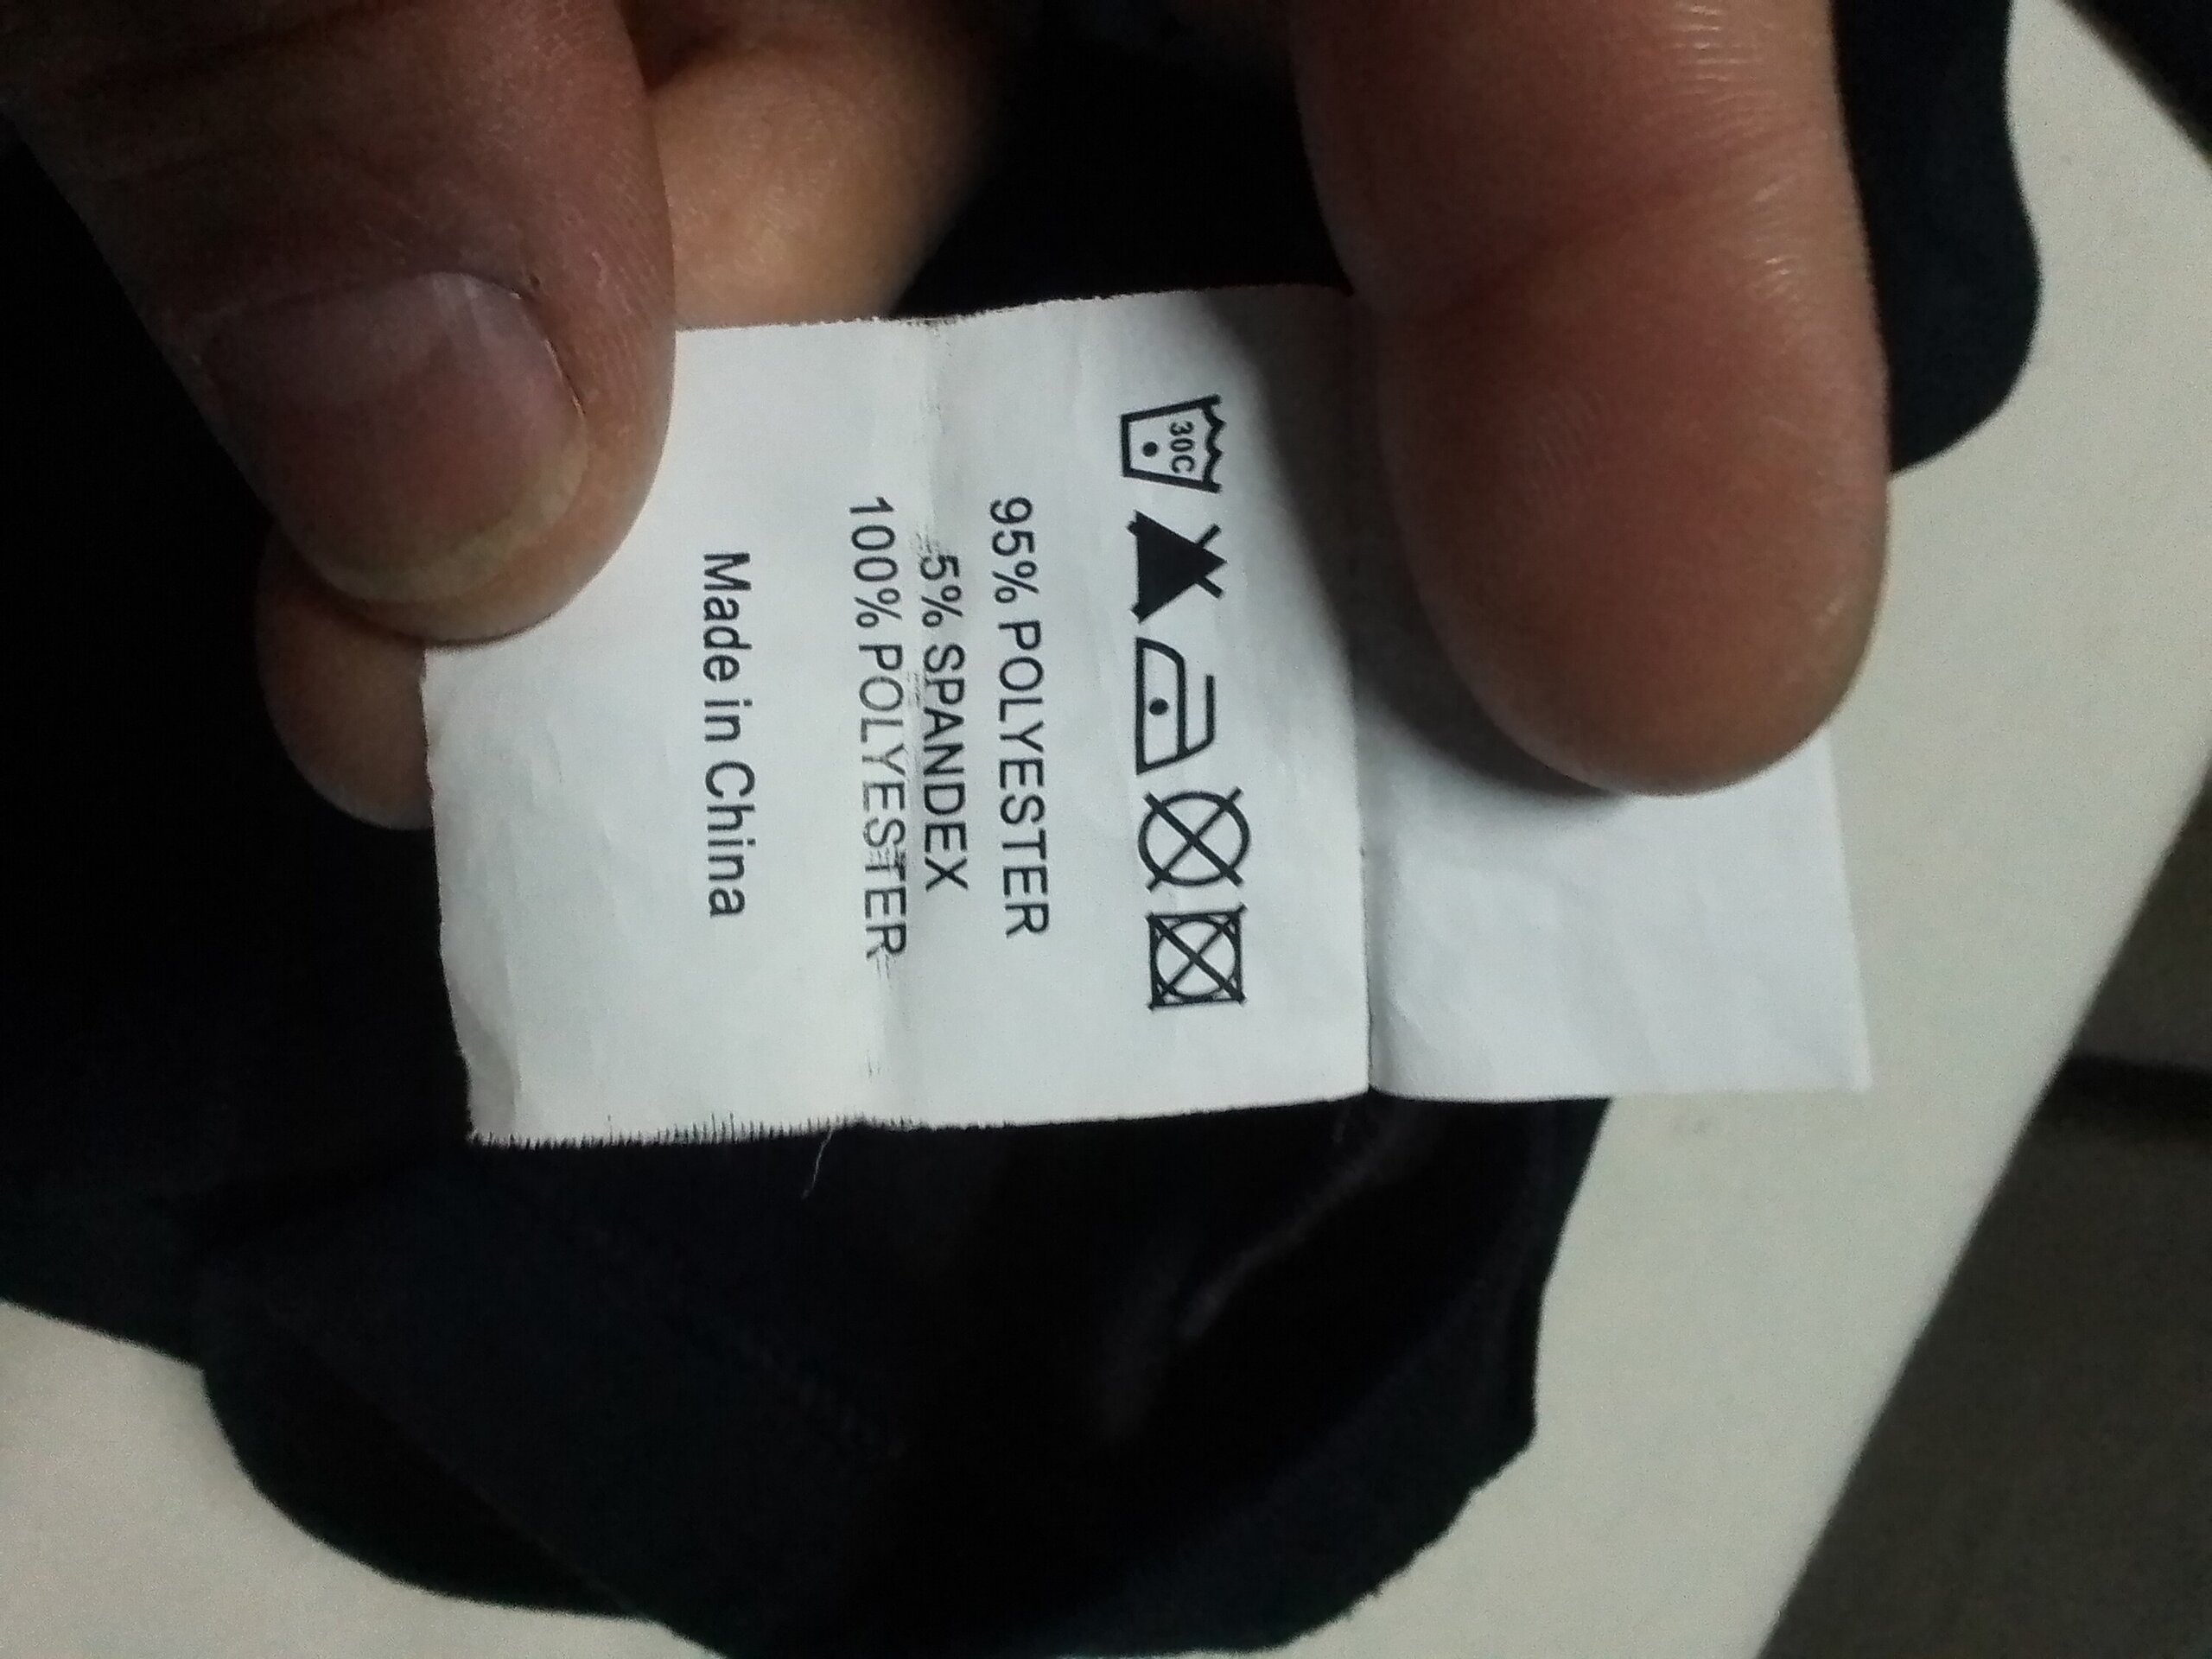 30C
95% POLYESTER
5% SPANDEX
100% POLYESTER
Made in China